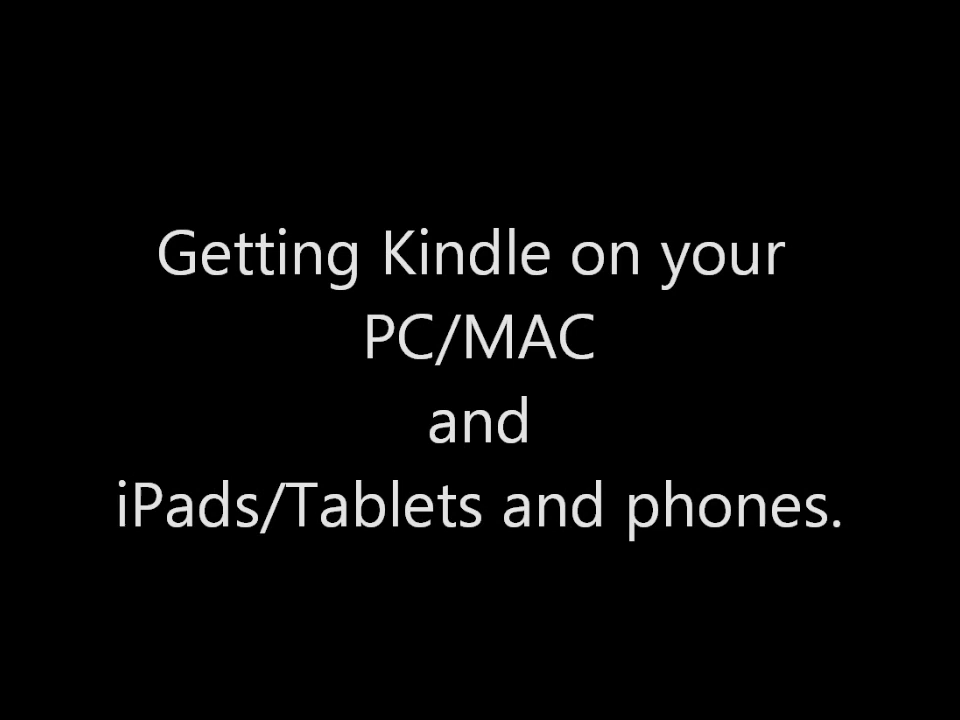 Getting Kindle on your
PC/MAC
and
iPads/Tablets and phones.